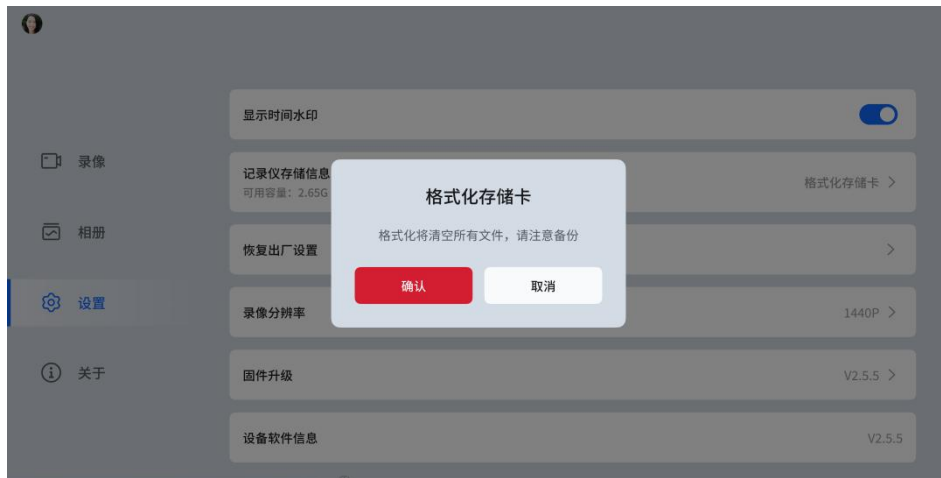 显示时间水印
录像
记录仪存储信息
可用容量：2.65G
格式化存储卡
格式化存储卡
格式化将清空所有文件，请注意备份
确认
取消
相册
恢复出厂设置
设置
录像分辨率
1440P
关于
固件升级
V2.5.5
设备软件信息
V2.5.5